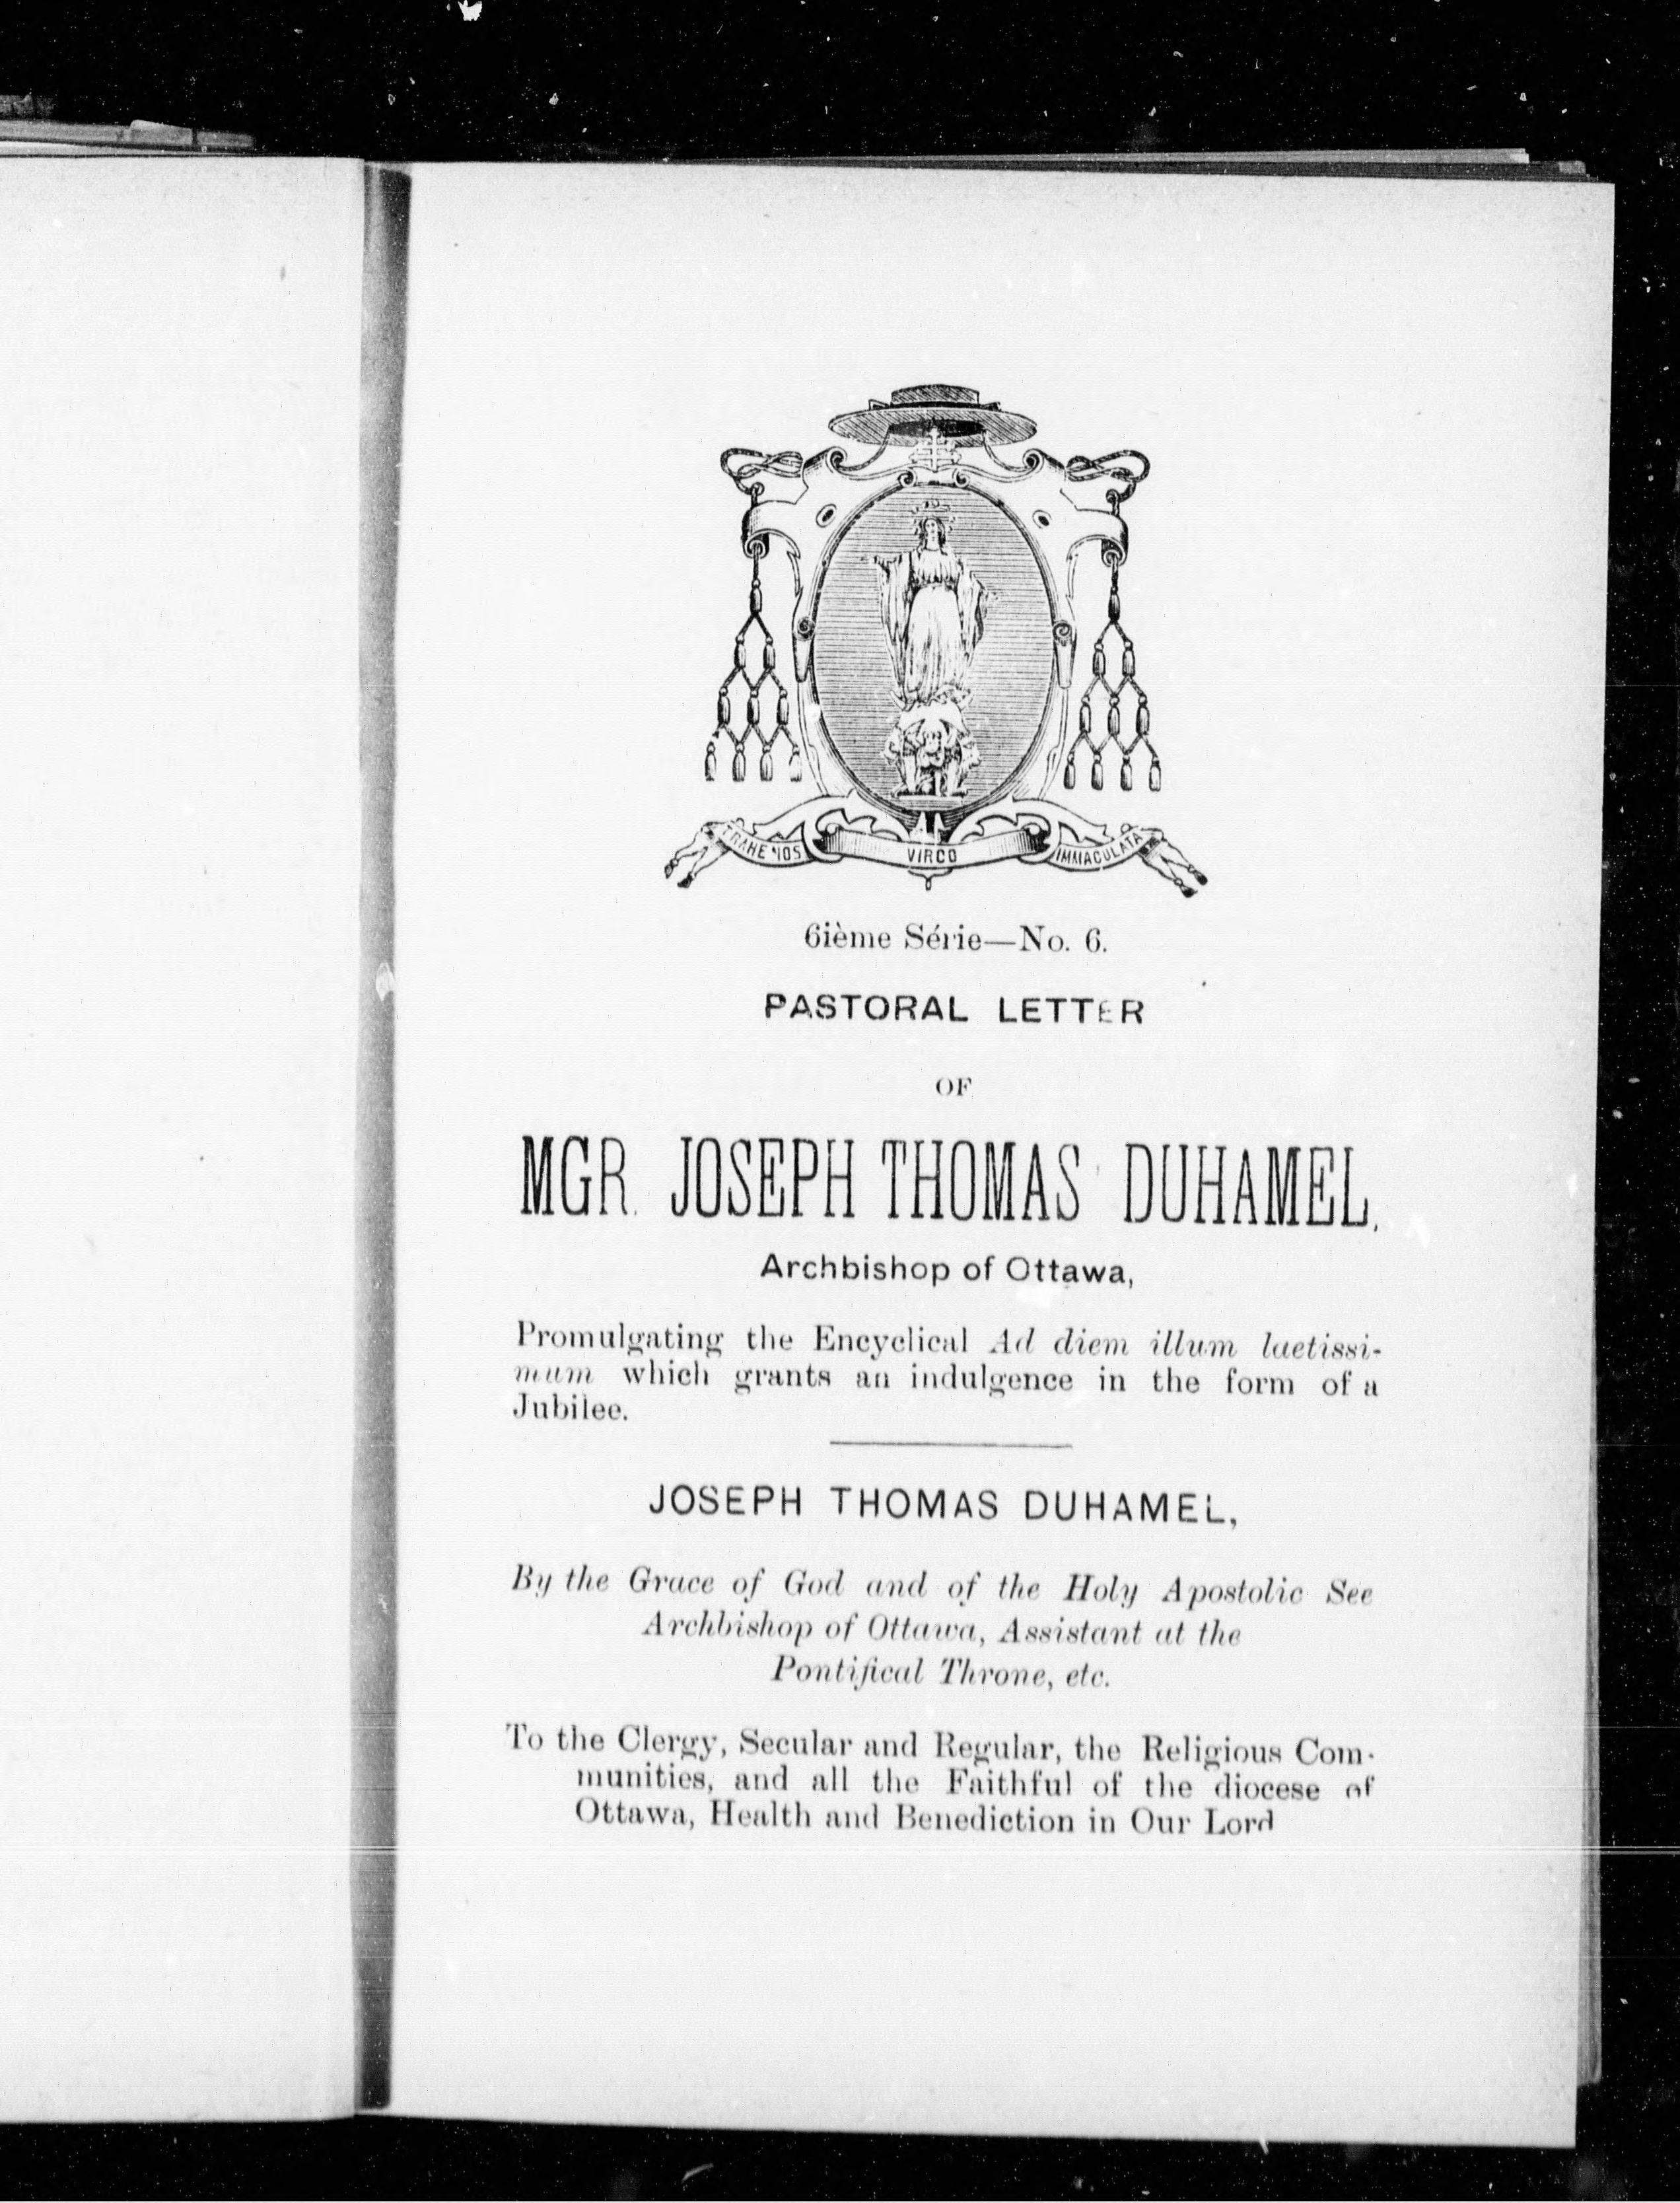 TRAHE NOS VIRGO IMMACULATA
6ième Série—No. 6.
PASTORAL LETTER
OF
MGR. JOSEPH THOMAS DUHAMEL,
Archbishop of Ottawa,
Promulgating the Encyclical Ad diem illum laetissi-
mum which grants an indulgence in the form of a
Jubilee.
JOSEPH THOMAS DUHAMEL,
By the Grace of God and of the Holy Apostolic See
Archbishop of Ottawa, Assistant at the
Pontifical Throne, etc.
To the Clergy, Secular and Regular, the Religious Com-
munities, and all the Faithful of the diocese of
Ottawa, Health and Benediction in Our Lord